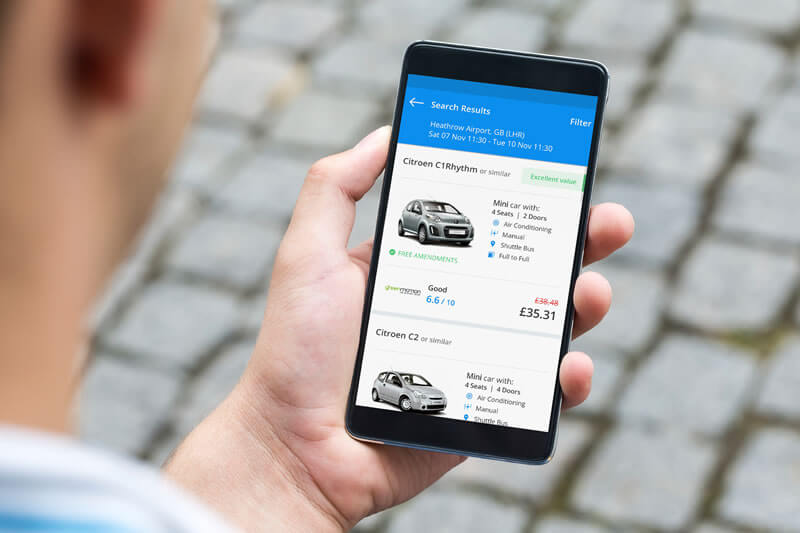 Search Results
Filter
Heathrow Airport, GB (LHR)
Sat 07 Nov 11:30 - Tue 10 Nov 11:30
Citroen C1Rhythm or similar
Excellent value
Mini car with:
4 Seats | 2 Doors
Air Conditioning
Manual
Shuttle Bus
Full to Full
FREE AMENDMENTS
greenmotion
Good
6.6 / 10
£38.48
£35.31
Citroen C2 or similar
Mini car with:
4 Seats | 4 Doors
Air Conditioning
Manual
Shuttle Bus